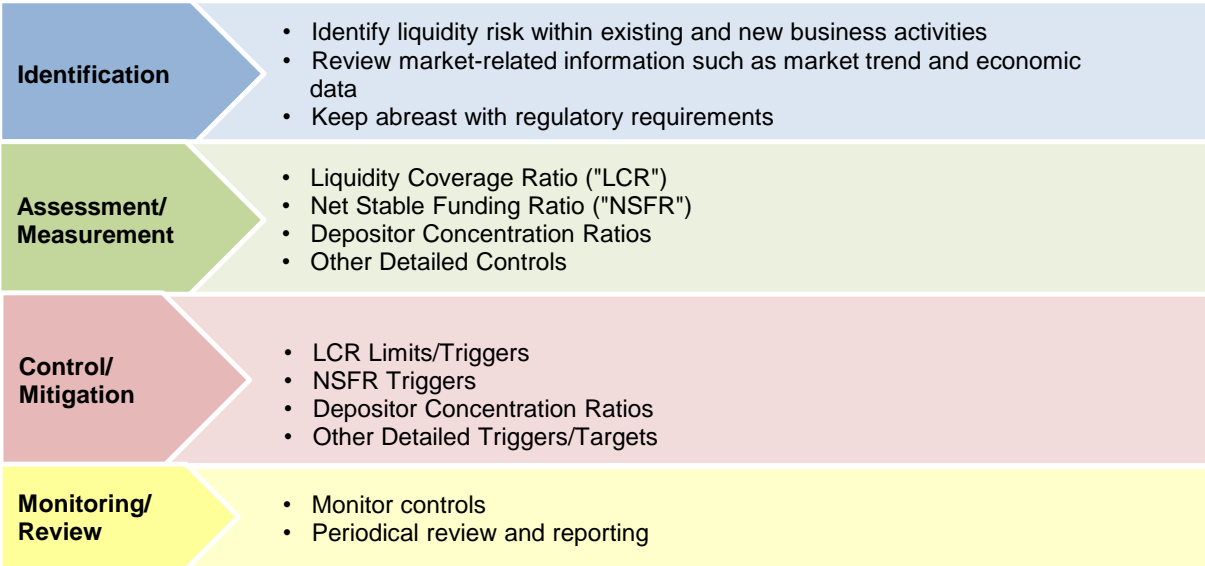 Identification
• Identify liquidity risk within existing and new business activities
• Review market-related information such as market trend and economic
data
• Keep abreast with regulatory requirements
Assessment/
Measurement
• Liquidity Coverage Ratio ("LCR")
• Net Stable Funding Ratio ("NSFR")
• Depositor Concentration Ratios
• Other Detailed Controls
Control/
Mitigation
• LCR Limits/Triggers
• NSFR Triggers
• Depositor Concentration Ratios
• Other Detailed Triggers/Targets
Monitoring/
Review
• Monitor controls
• Periodical review and reporting